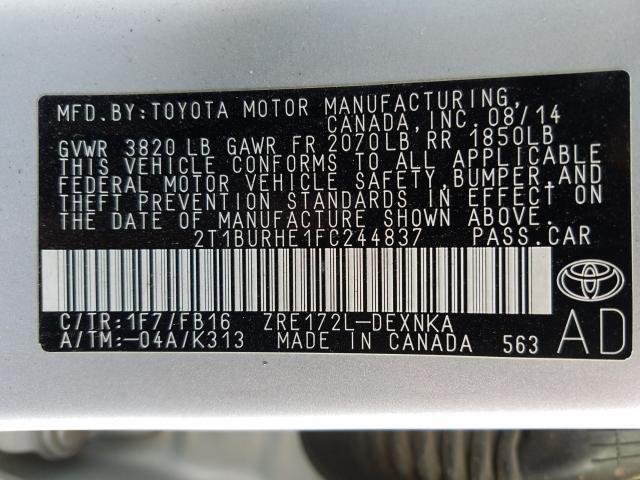 MFD. BY: TOYOTA MOTOR MANUFACTURING,
CANADA, INC. 08/14
GVWR 3820 LB GAWR FR 2070LB RR 1850LB
THIS VEHICLE CONFORMS TO ALL APPLICABLE
FEDERAL MOTOR VEHICLE SAFETY, BUMPER, AND
THEFT PREVENTION STANDARDS IN EFFECT ON
THE DATE OF MANUFACTURE SHOWN ABOVE.
2T1BURHE1FC244837 PASS. CAR
C/TR: 1F7/FB16 ZRE172L-DEXNKA
A/TM: -04A/K313 MADE IN CANADA 563
AD